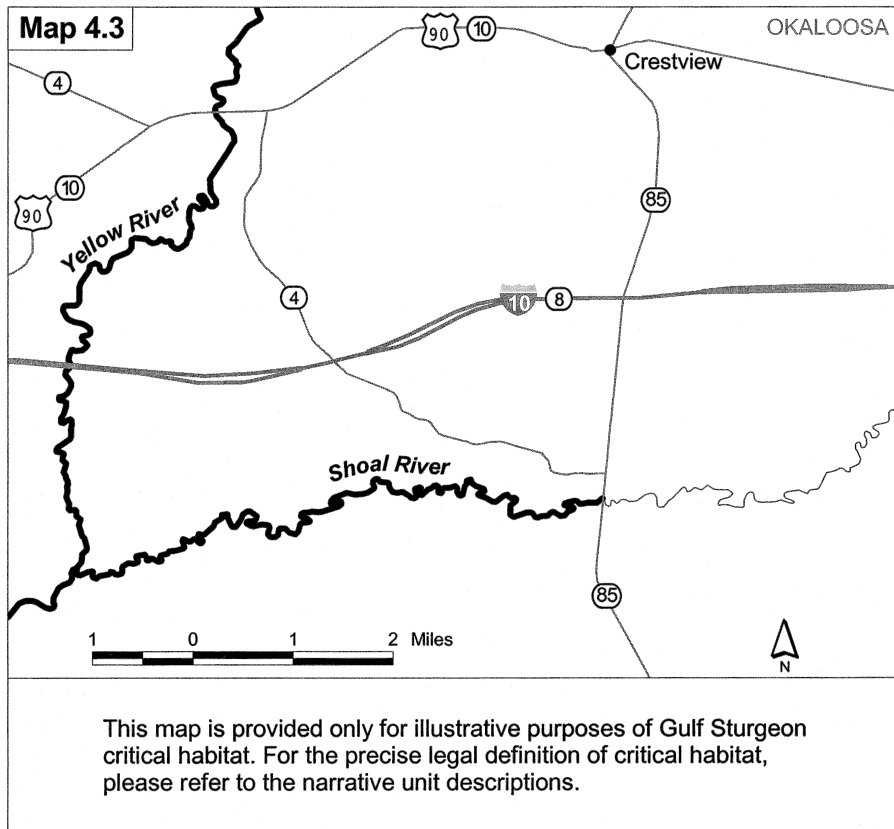 Map 4.3
OKALOOSA
90
10
Crestview
4
10
90
85
Yellow River
4
10
8
Shoal River
85
1 0 1 2 Miles
N
This map is provided only for illustrative purposes of Gulf Sturgeon
critical habitat. For the precise legal definition of critical habitat,
please refer to the narrative unit descriptions.